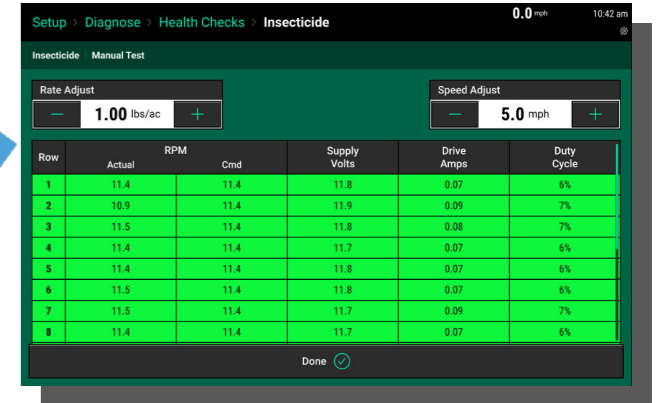 Setup > Diagnose > Health Checks > Insecticide
0.0 mph
10:42 am
Insecticide Manual Test
Rate Adjust
− 1.00 lbs/ac +
Speed Adjust
− 5.0 mph +
Row RPM Supply Volts Drive Amps Duty Cycle
Actual Cmd
1 11.4 11.4 11.8 0.07 6%
2 10.9 11.4 11.9 0.09 7%
3 11.5 11.4 11.8 0.08 7%
4 11.4 11.4 11.7 0.07 6%
5 11.4 11.4 11.8 0.07 6%
6 11.5 11.4 11.8 0.07 6%
7 11.5 11.4 11.7 0.09 7%
8 11.4 11.4 11.7 0.07 6%
Done